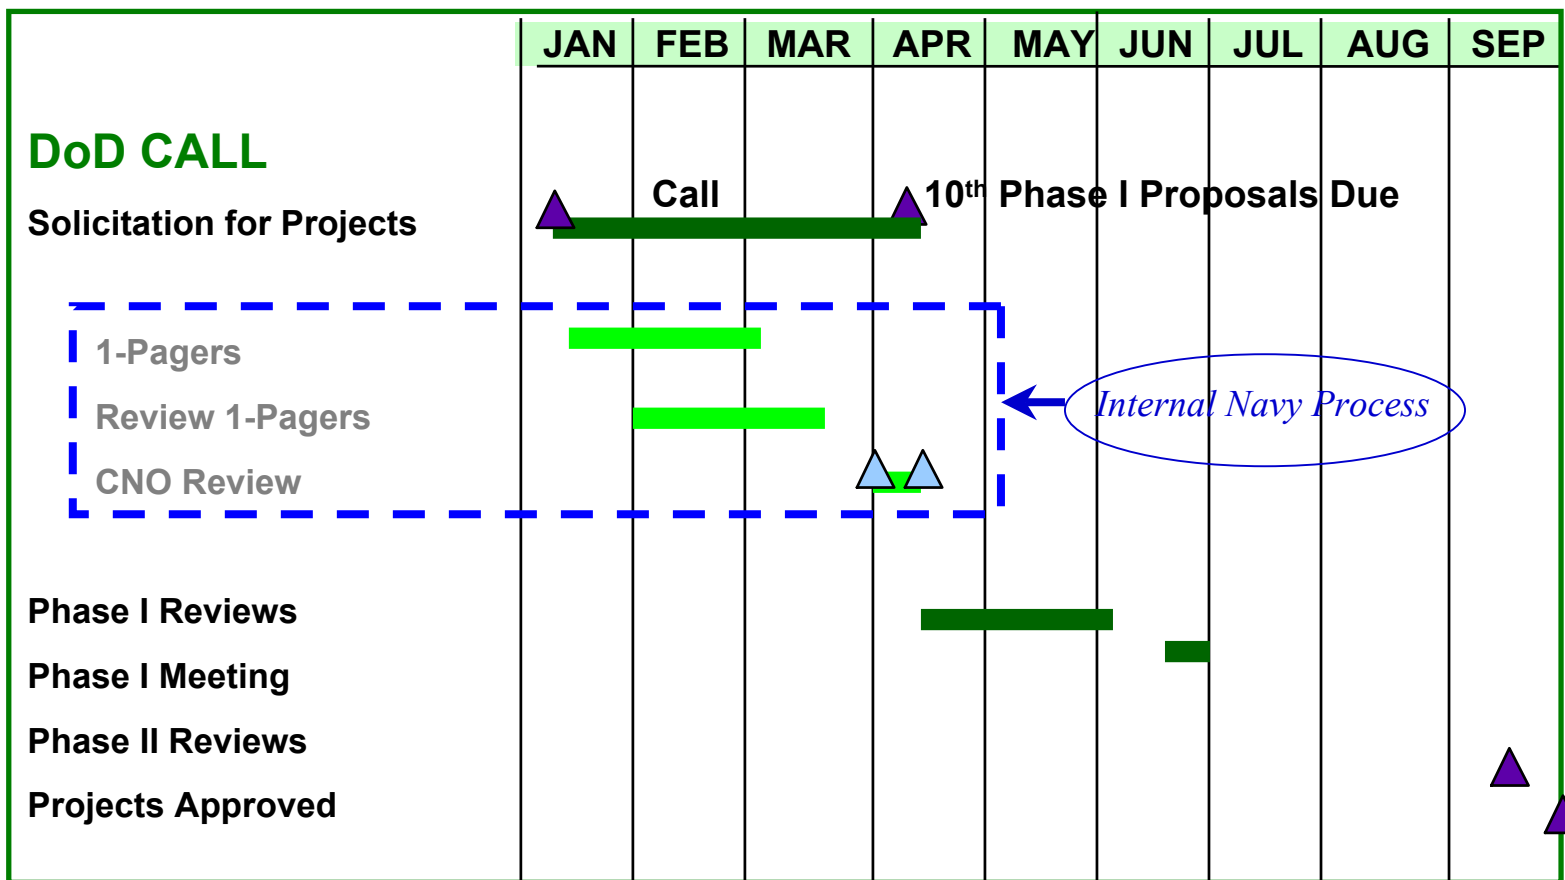 JAN FEB MAR APR MAY JUN JUL AUG SEP
DoD CALL
Call
10th Phase I Proposals Due
Solicitation for Projects
1-Pagers
Internal Navy Process
Review 1-Pagers
CNO Review
Phase I Reviews
Phase I Meeting
Phase II Reviews
Projects Approved